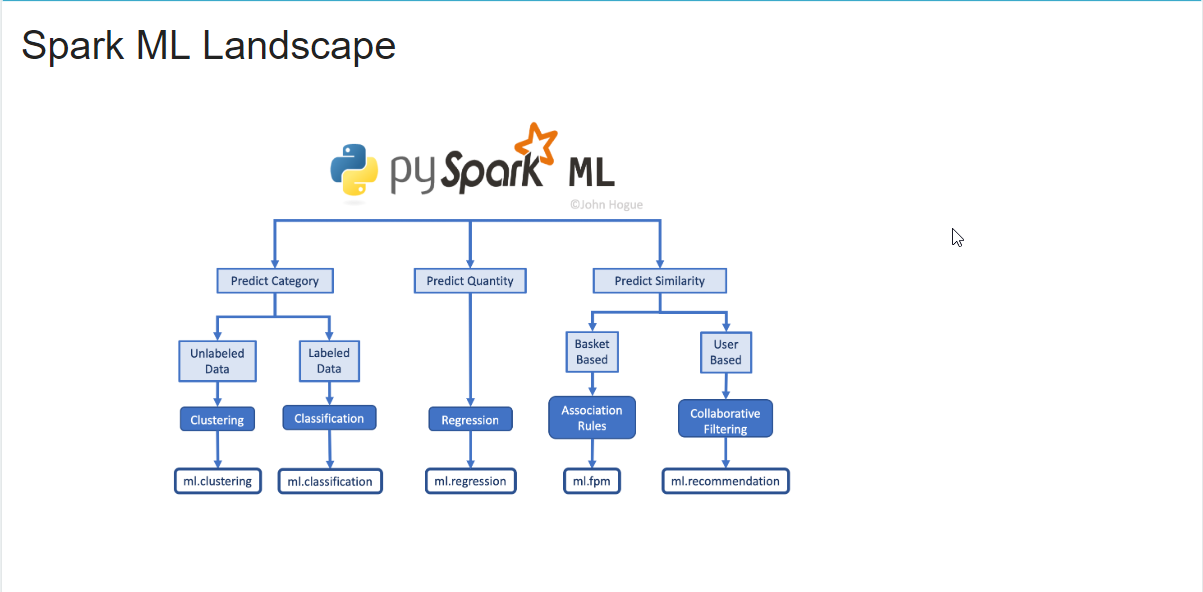 Spark ML Landscape
pySpark ML
©John Hogue
Predict Category
Predict Quantity
Predict Similarity
Unlabeled
Data
Labeled
Data
Basket
Based
User
Based
Clustering
Classification
Regression
Association
Rules
Collaborative
Filtering
ml.clustering
ml.classification
ml.regression
ml.fpm
ml.recommendation